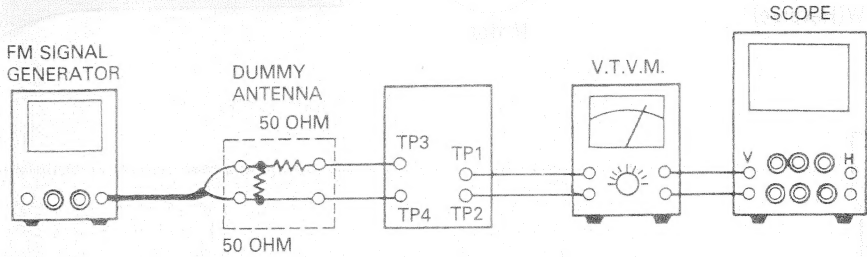 SCOPE
FM SIGNAL
GENERATOR
DUMMY
ANTENNA
V.T.V.M.
50 OHM
TP3
TP1
V
H
TP4
TP2
50 OHM